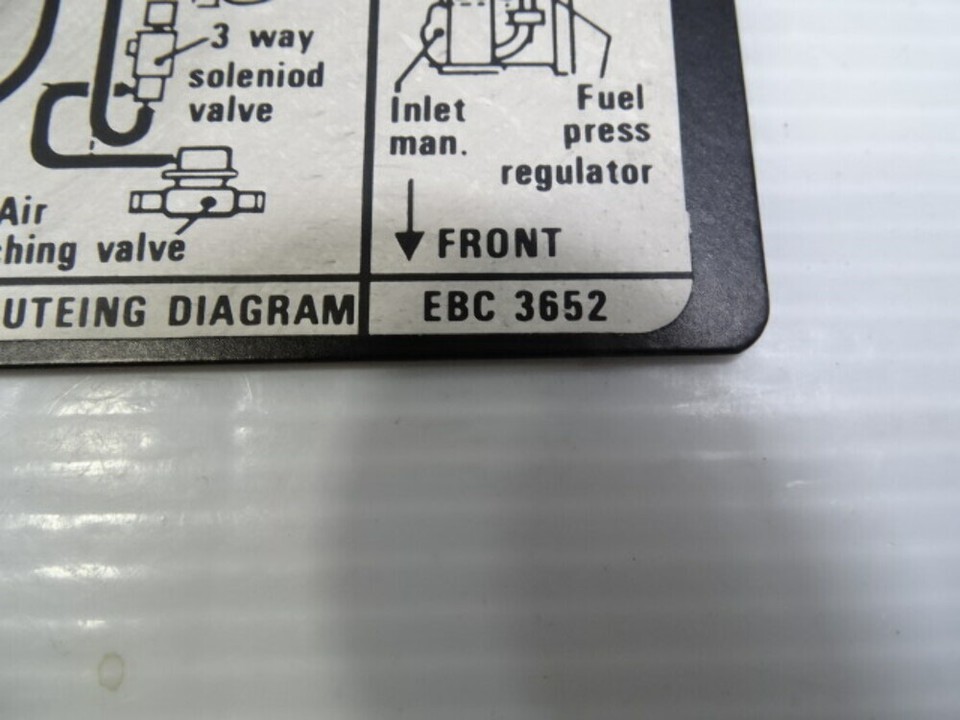 3 way
soleniod
valve
Air
ching valve
Inlet
man.
Fuel
press
regulator
FRONT
UTEING DIAGRAM
EBC 3652